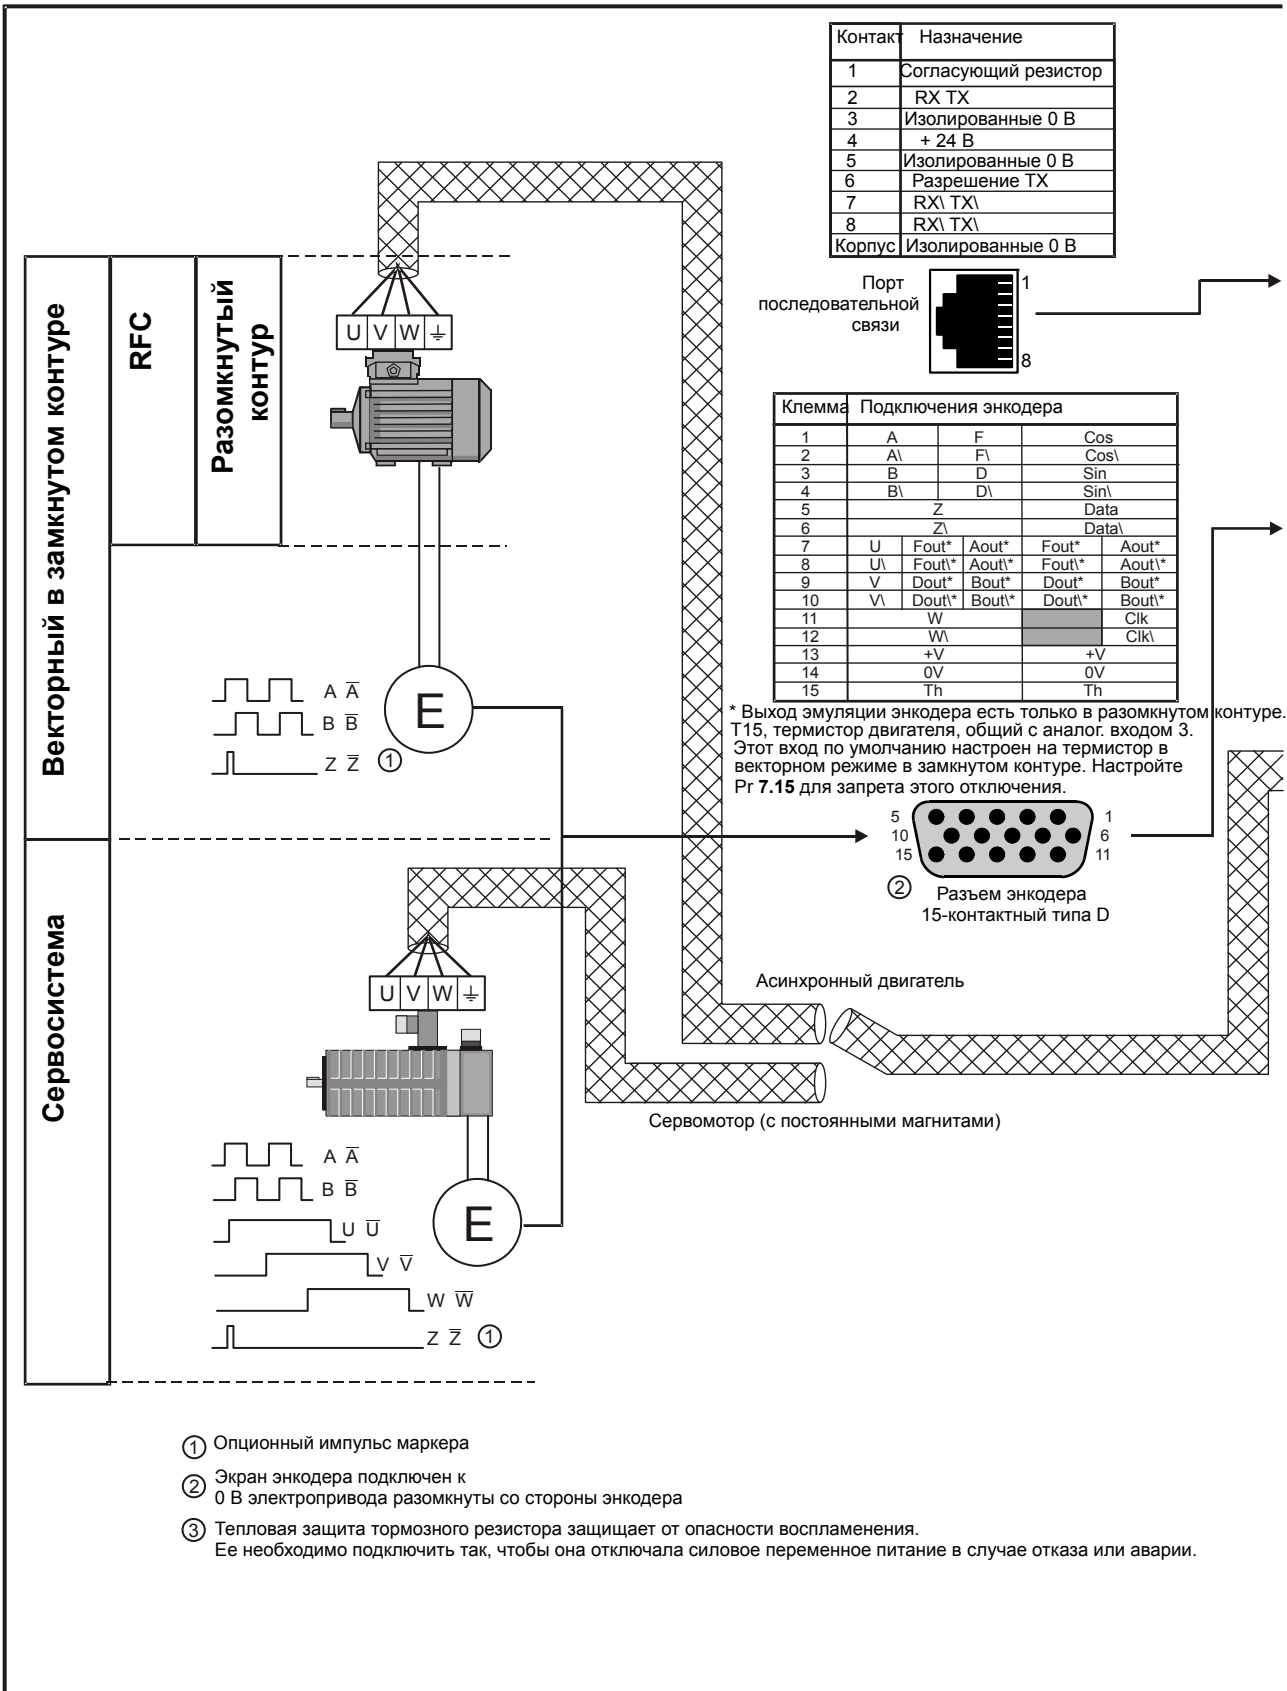 Контакт Назначение
1 Согласующий резистор
2 RX TX
3 Изолированные 0 В
4 + 24 В
5 Изолированные 0 В
6 Разрешение TX
7 RX\ TX\
8 RX\ TX\
Корпус Изолированные 0 В
Порт
последовательной
связи
1
8
Векторный в замкнутом контуре
RFC
Разомкнутый
контур
U V W
Клемма Подключения энкодера
1 A F Cos
2 A\ F\ Cos\
3 B D Sin
4 B\ D\ Sin\
5 Z Data
6 Z\ Data\
7 U Fout* Aout* Fout* Aout*
8 U\ Fout\* Aout\* Fout\* Aout\*
9 V Dout* Bout* Dout* Bout*
10 V\ Dout\* Bout\* Dout\* Bout\*
11 W Clk
12 W\ Clk\
13 +V +V
14 0V 0V
15 Th Th
* Выход эмуляции энкодера есть только в разомкнутом контуре.
T15, термистор двигателя, общий с аналог. входом 3.
Этот вход по умолчанию настроен на термистор в
векторном режиме в замкнутом контуре. Настройте
Pr 7.15 для запрета этого отключения.
A A̅
B B̅
Z Z̅ ①
E
5 1
10 6
15 11
② Разъем энкодера
15-контактный типа D
Сервосистема
U V W
Асинхронный двигатель
Сервомотор (с постоянными магнитами)
A A̅
B B̅
U U̅
V V̅
W W̅
Z Z̅ ①
E
① Опционный импульс маркера
② Экран энкодера подключен к
0 В электропривода разомкнуты со стороны энкодера
③ Тепловая защита тормозного резистора защищает от опасности воспламенения.
Ее необходимо подключить так, чтобы она отключала силовое переменное питание в случае отказа или аварии.